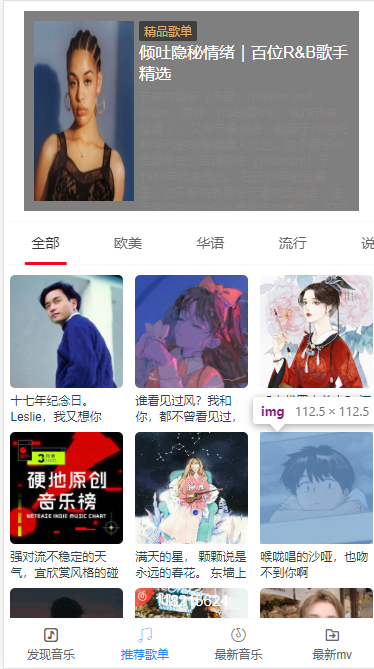 精品歌单
倾吐隐秘情绪｜百位R&B歌手
精选
全部
欧美
华语
流行
说
十七年纪念日。
Leslie，我又想你
谁看见过风？我和
你，都不曾看见过，
img 112.5 × 112.5
硬地原创
音乐榜
NETEASE INDIE MUSIC CHART
强对流不稳定的天
气，宜欣赏风格的碰
满天的星， 颗颗说是
永远的春花。 东墙上
喉咙唱的沙哑，也吻
不到你啊
发现音乐
推荐歌单
最新音乐
最新mv